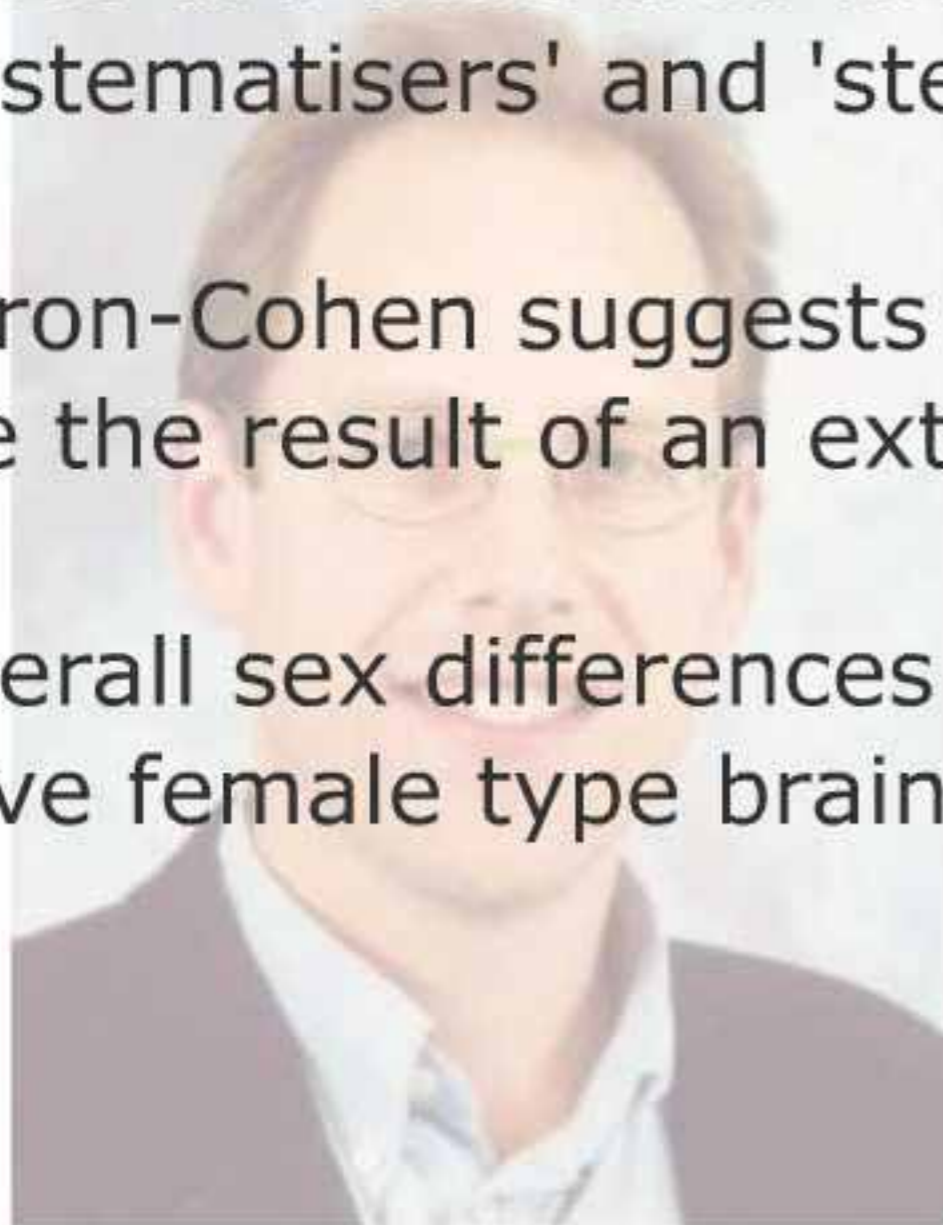 stematisers' and 'ste
ron-Cohen suggests
e the result of an ext
erall sex differences
ve female type brain